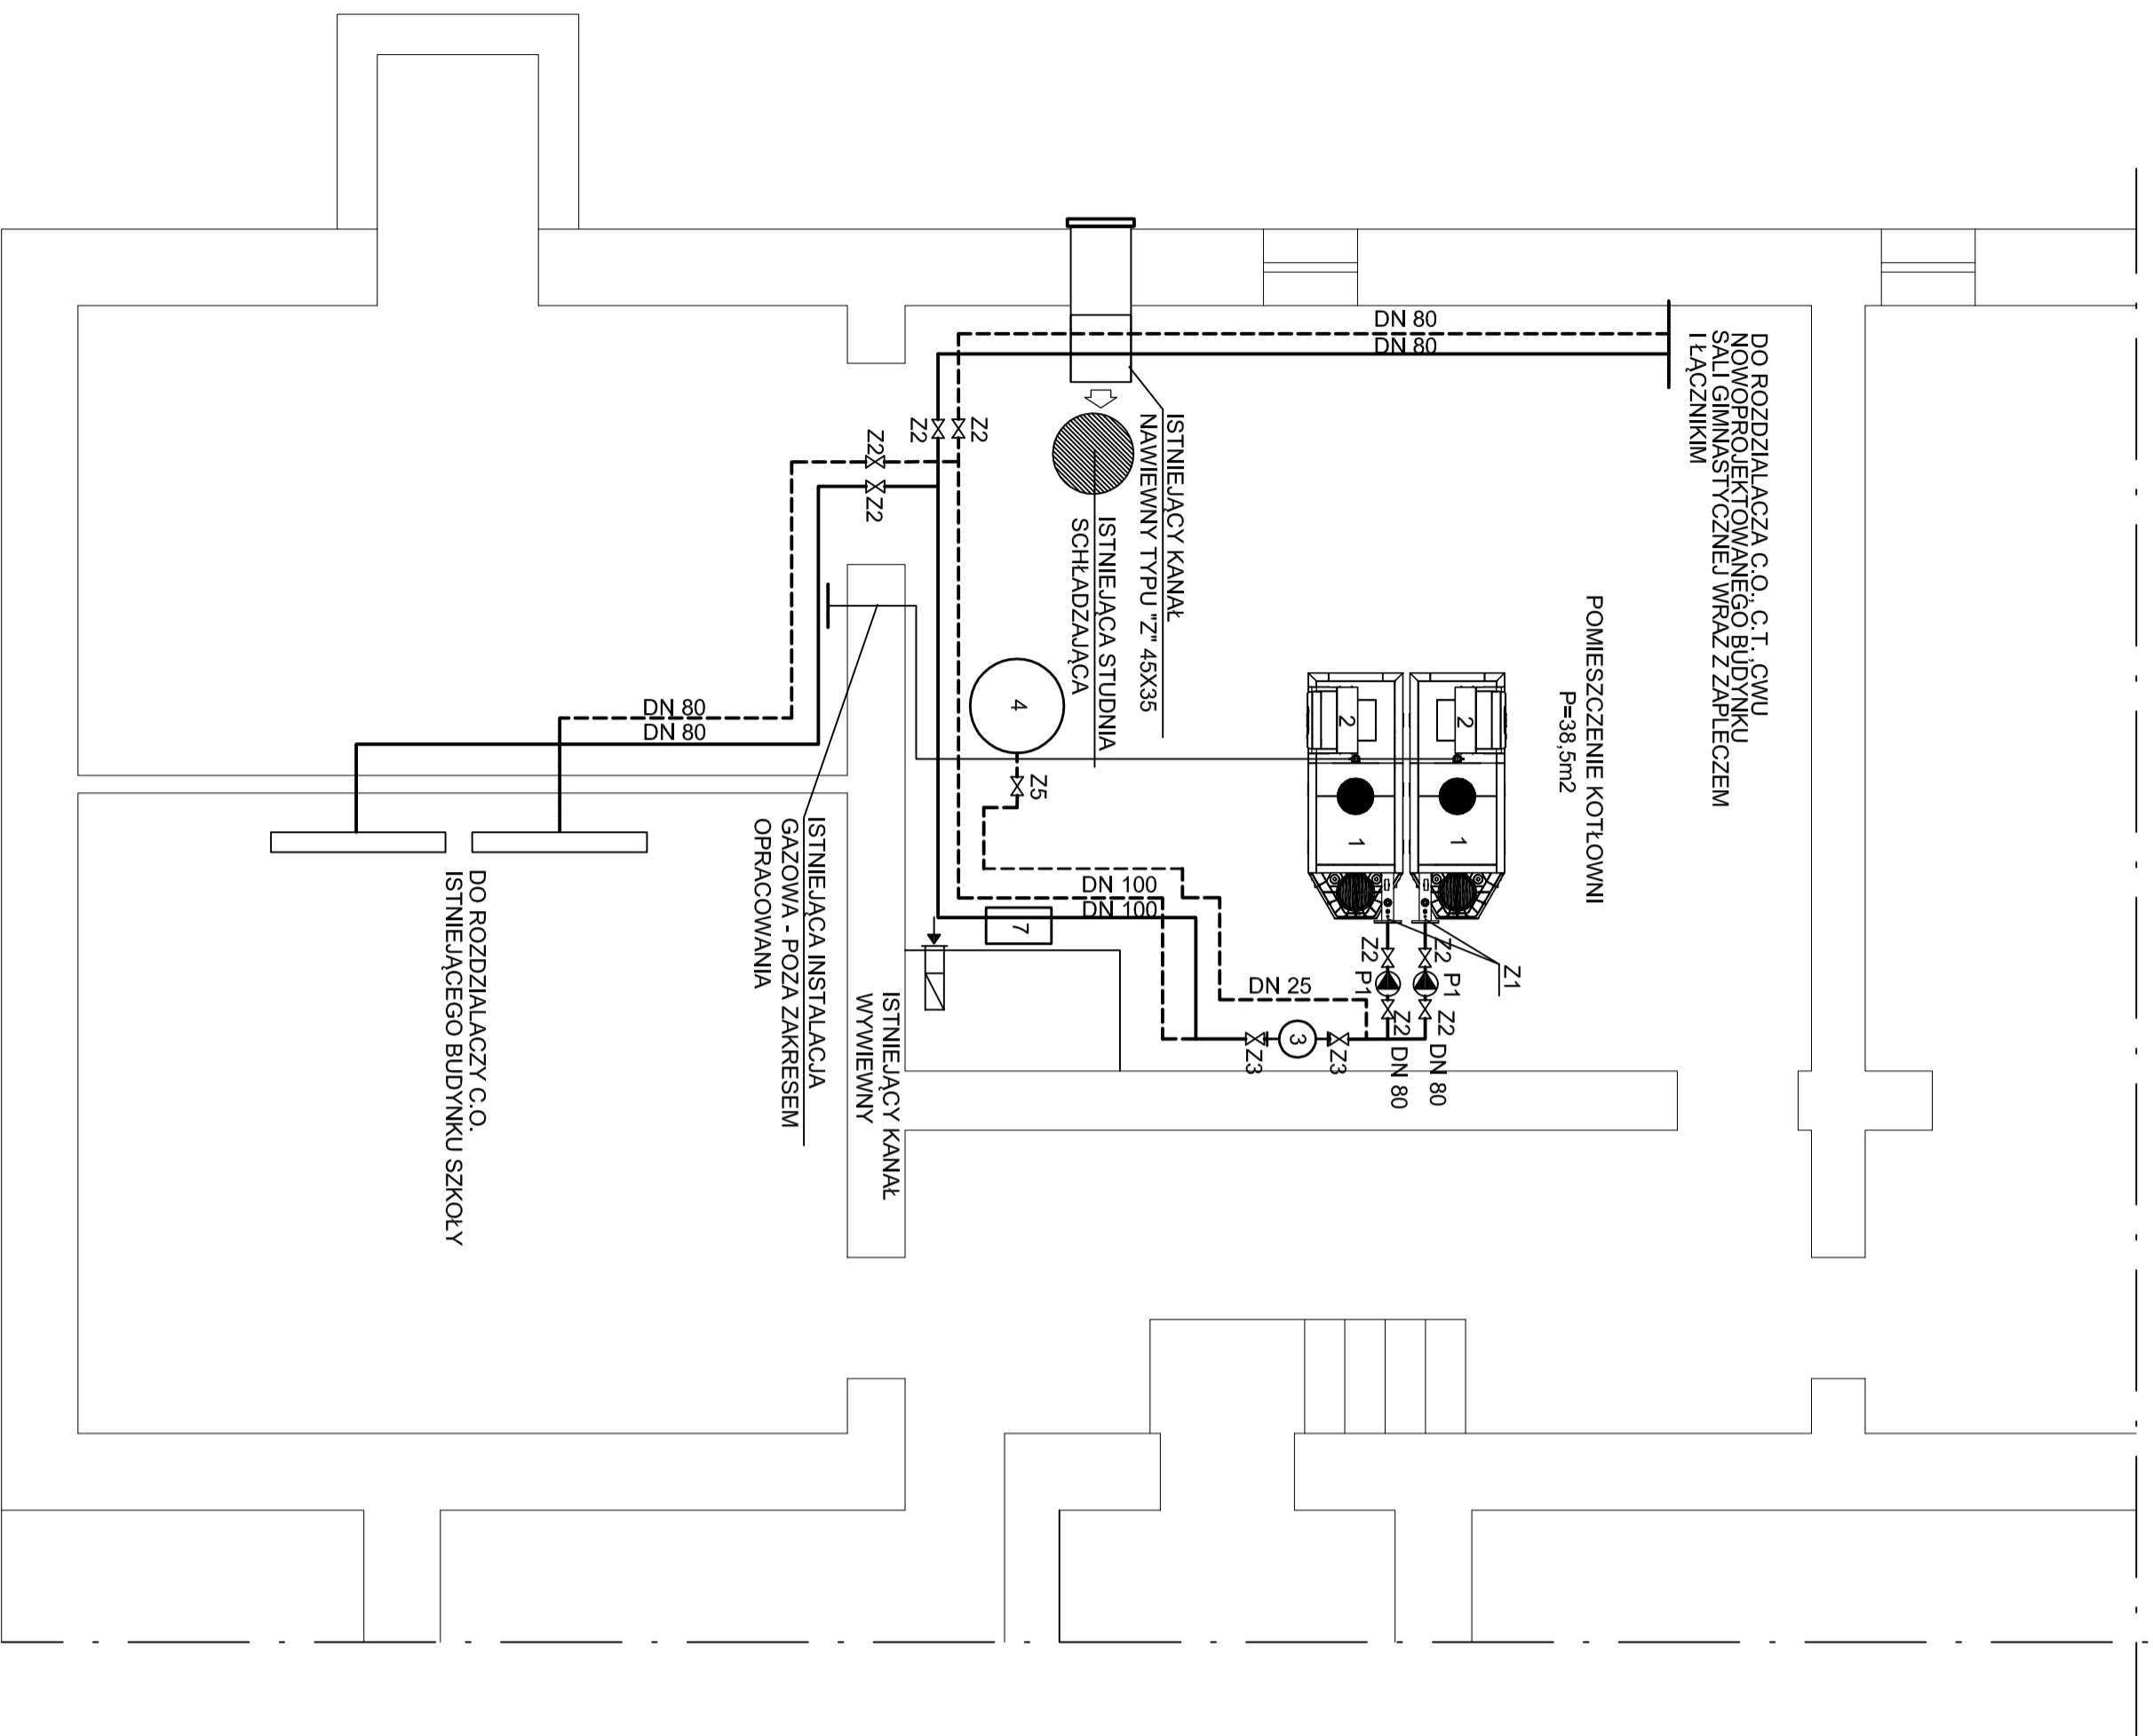 DN 80
DN 80
DO ROZDZIALACZA C.O., C.T. ,CWU
NOWOPROJEKTOWANEGO BUDYNKU
SALI GIMNASTYCZNEJ WRAZ Z ZAPLECZEM
I ŁĄCZNIKIM
Z2
Z2
Z2
Z2
ISTNIEJĄCY KANAŁ
NAWIEWNY TYPU "Z" 45X35
ISTNIEJĄCA STUDNIA
SCHŁADZAJĄCA
POMIESZCZENIE KOTŁOWNI
P=38,5m2
4
2
2
DN 80
DN 80
Z5
1
1
ISTNIEJĄCA INSTALACJA
GAZOWA - POZA ZAKRESEM
OPRACOWANIA
DO ROZDZIALACZY C.O.
ISTNIEJĄCEGO BUDYNKU SZKOŁY
DN 100
DN 100
7
Z2
Z2
P1
P1
Z1
DN 25
Z2
Z2
3
Z3
Z3
DN 80
DN 80
ISTNIEJĄCY KANAŁ
WYWIEWNY